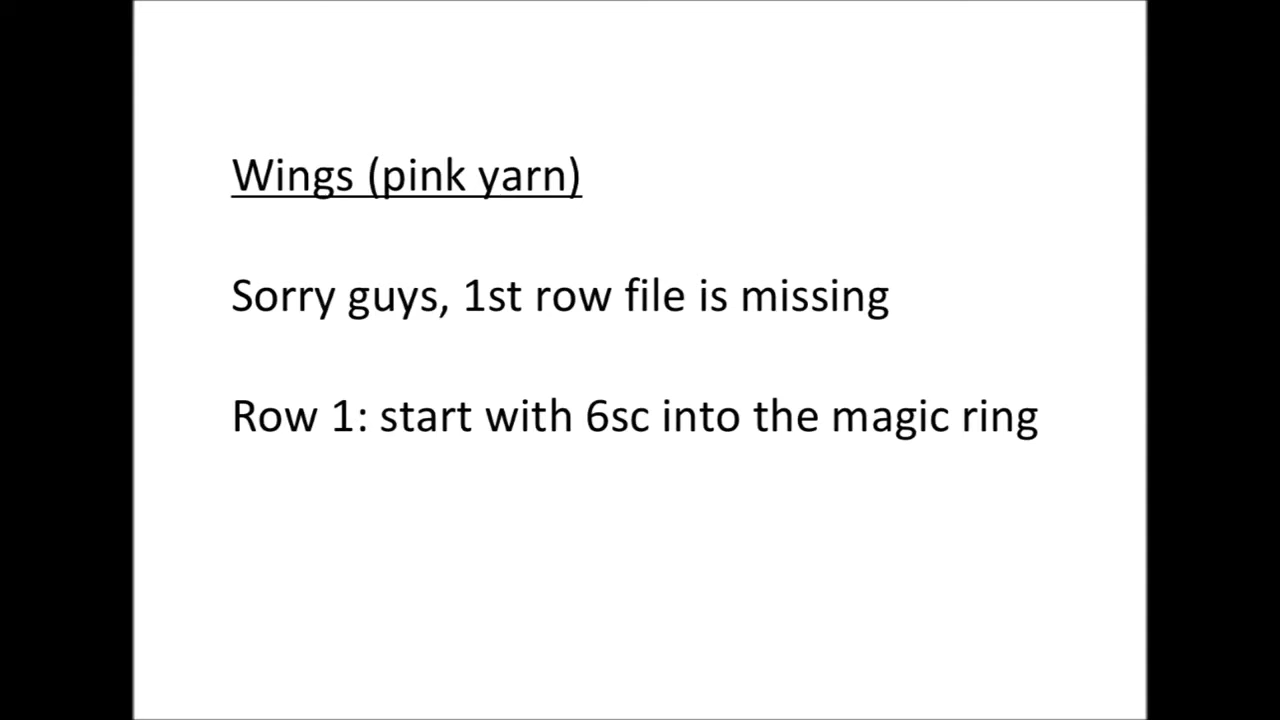 Wings (pink yarn)
Sorry guys, 1st row file is missing
Row 1: start with 6sc into the magic ring